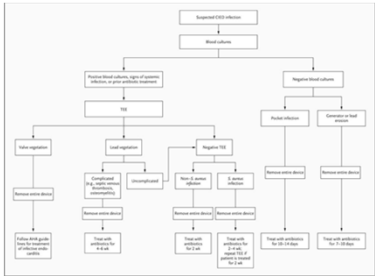 Suspected CIED infection
Blood cultures
Positive blood cultures, signs of systemic
infection, or prior antibiotic treatment
Negative blood cultures
TEE
Pocket infection
Generator or lead
erosion
Valve vegetation
Lead vegetation
Negative TEE
Complicated
(e.g., septic venous
thrombosis,
osteomyelitis)
Uncomplicated
Non–S. aureus
infection
S. aureus
infection
Remove entire device
Remove entire device
Remove entire device
Remove entire device
Remove entire device
Remove entire device
Follow AHA guide
lines for treatment
of infective endo
carditis
Treat with
antibiotics for
4–6 wk
Treat with
antibiotics
for 2 wk
Treat with
antibiotics for
2–4 wk;
repeat TEE if
patient is treated
for 2 wk
Treat with antibiotics
for 10–14 days
Treat with antibiotics
for 7–10 days